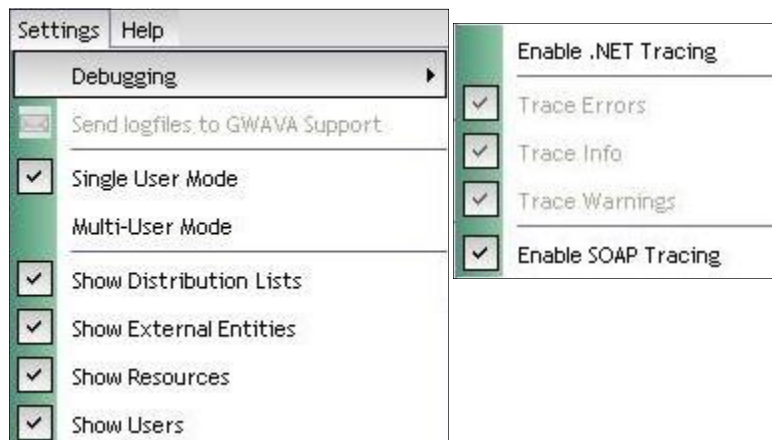 Settings Help
Debugging
Send logfiles to GWAVA Support
Single User Mode
Multi-User Mode
Show Distribution Lists
Show External Entities
Show Resources
Show Users
Enable .NET Tracing
Trace Errors
Trace Info
Trace Warnings
Enable SOAP Tracing